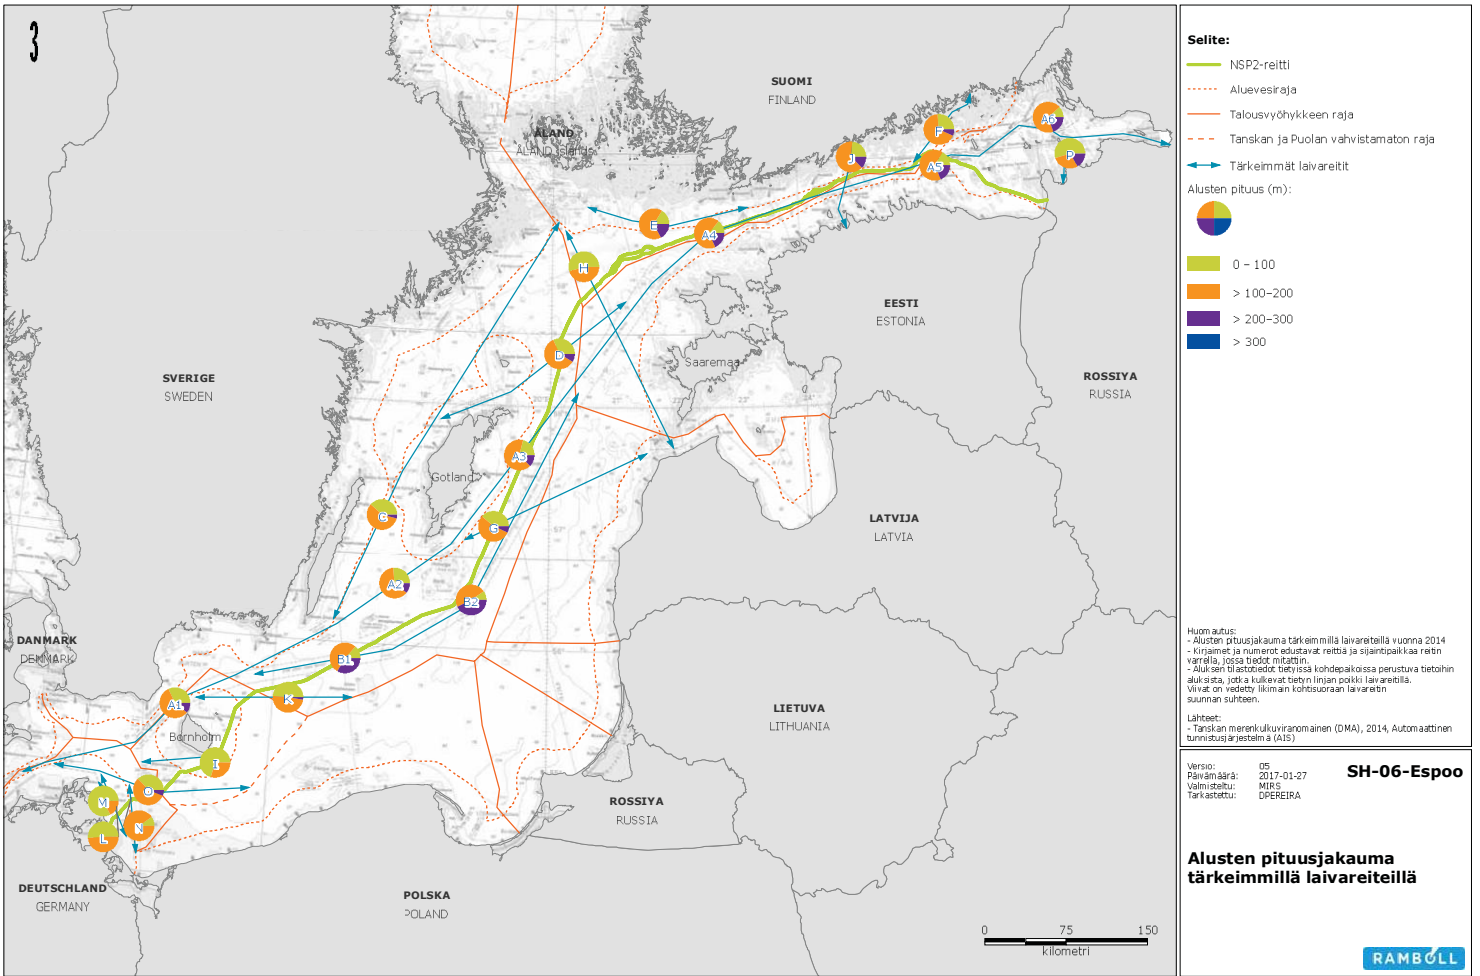 3
SUOMI
FINLAND
ÅLAND
ÅLAND Islands
A6
F
J
P
A5
E
A4
H
EESTI
ESTONIA
D
Saaremaa
SVERIGE
SWEDEN
ROSSIYA
RUSSIA
A3
Gotland
C
G
LATVIJA
LATVIA
A2
B2
DANMARK
DENMARK
B1
K
A1
LIETUVA
LITHUANIA
Bornholm
I
O
M
N
L
ROSSIYA
RUSSIA
DEUTSCHLAND
GERMANY
POLSKA
POLAND
0 75 150
kilometri
Selite:
NSP2-reitti
Aluevesiraja
Talousvyöhykkeen raja
Tanskan ja Puolan vahvistamaton raja
Tärkeimmät laivareitit
Alusten pituus (m):
0 - 100
> 100-200
> 200-300
> 300
Huomautus:
- Alusten pituusjakauma tärkeimmillä laivareiteillä vuonna 2014
- Kirjaimet ja numerot edustavat reittiä ja sijaintipaikkaa reitin
varrella, jossa tiedot mitattiin.
- Aluksen tilastotiedot tietyissä kohdepaikoissa perustuva tietoihin
aluksista, jotka kulkevat tietyn linjan poikki laivareitillä.
Viivat on vedetty likimain kohtisuoraan laivareitin
suunnan suhteen.
Lähteet:
- Tanskan merenkulkuviranomainen (DMA), 2014, Automaattinen
tunnistusjärjestelmä (AIS)
Versio: 05
Päivämäärä: 2017-01-27
Valmisteltu: MIRS
Tarkastettu: DPEREIRA
SH-06-Espoo
Alusten pituusjakauma
tärkeimmillä laivareiteillä
RAMBOLL